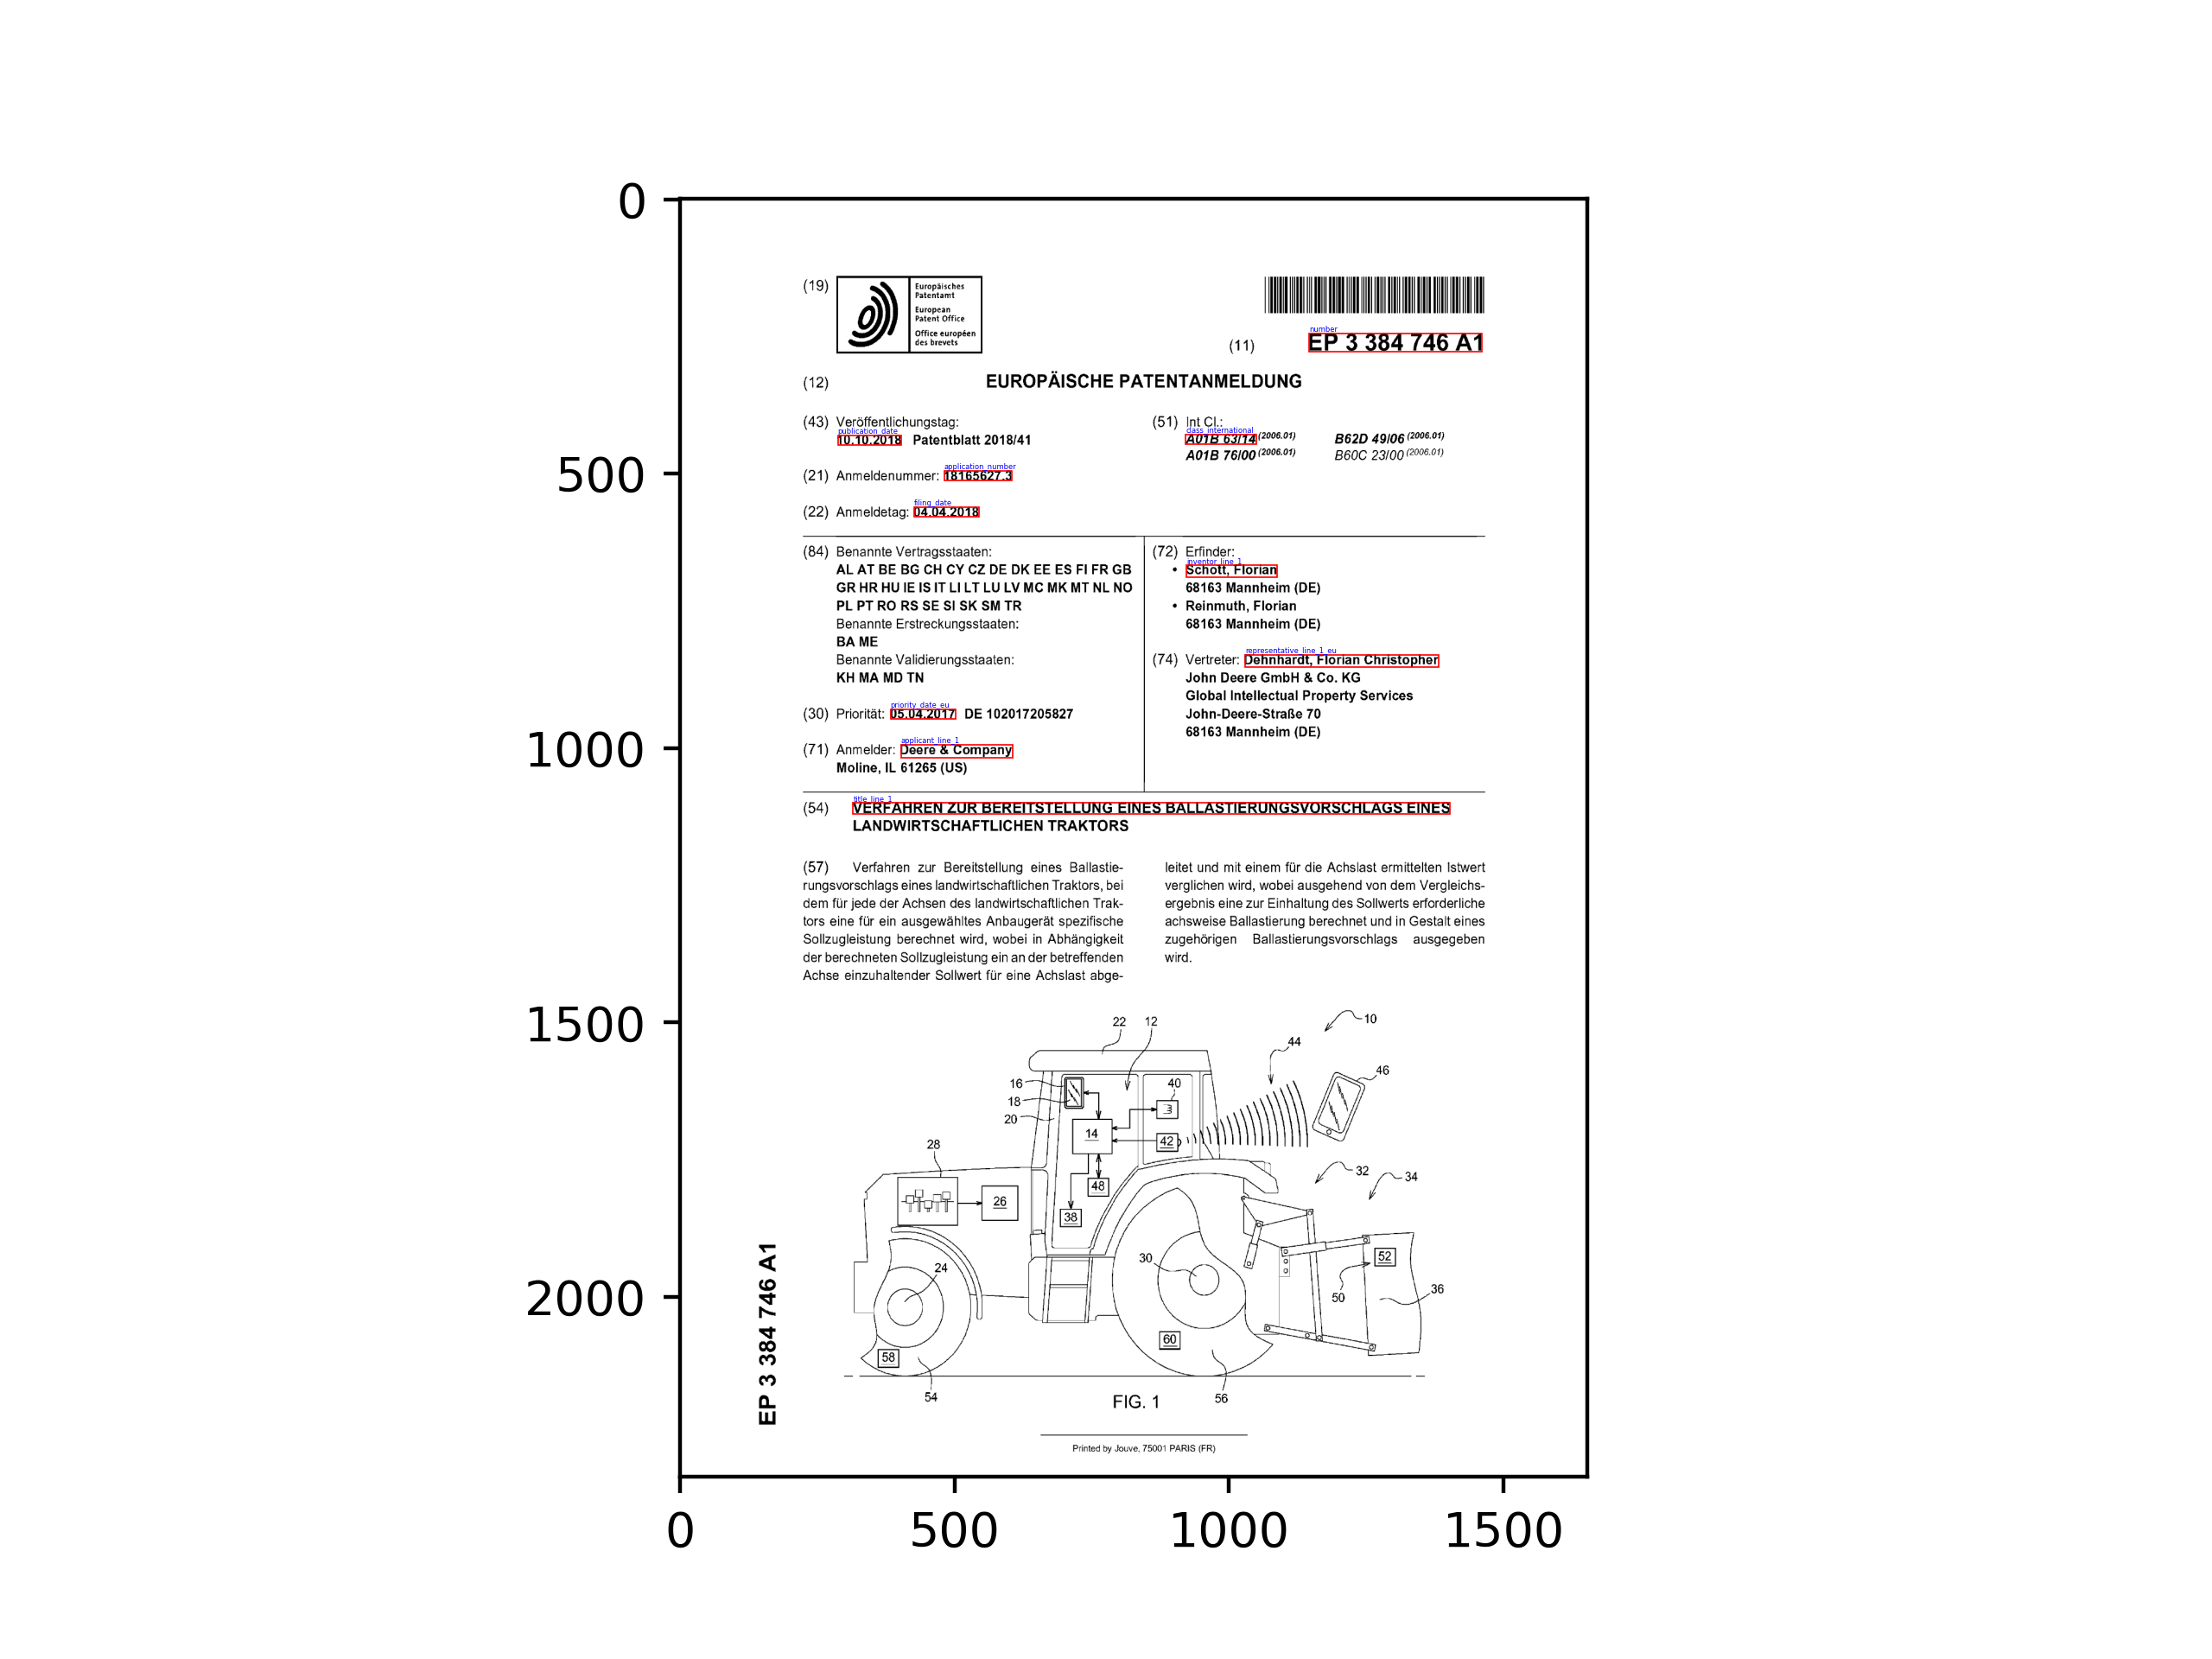 0
500
1000
1500
2000
0
500
1000
1500
(19)
Europäisches
Patentamt
European
Patent Office
Office européen
des brevets
number
(11)
EP 3 384 746 A1
(12)
EUROPÄISCHE PATENTANMELDUNG
(43) Veröffentlichungstag:
publication_date
10.10.2018 Patentblatt 2018/41
application_number
(21) Anmeldenummer: 18165627.3
filing_date
(22) Anmeldetag: 04.04.2018
(51) Int Cl.:
class_international
A01B 63/14 (2006.01) B62D 49/06 (2006.01)
A01B 76/00 (2006.01) B60C 23/00 (2006.01)
(84) Benannte Vertragsstaaten:
AL AT BE BG CH CY CZ DE DK EE ES FI FR GB
GR HR HU IE IS IT LI LT LU LV MC MK MT NL NO
PL PT RO RS SE SI SK SM TR
Benannte Erstreckungsstaaten:
BA ME
Benannte Validierungsstaaten:
KH MA MD TN
priority_date_eu
(30) Priorität: 05.04.2017 DE 102017205827
applicant_line_1
(71) Anmelder: Deere & Company
Moline, IL 61265 (US)
(72) Erfinder:
inventor_line_1
• Schott, Florian
68163 Mannheim (DE)
• Reinmuth, Florian
68163 Mannheim (DE)
representative_line_1_eu
(74) Vertreter: Dehnhardt, Florian Christopher
John Deere GmbH & Co. KG
Global Intellectual Property Services
John-Deere-Straße 70
68163 Mannheim (DE)
title_line_1
(54) VERFAHREN ZUR BEREITSTELLUNG EINES BALLASTIERUNGSVORSCHLAGS EINES
LANDWIRTSCHAFTLICHEN TRAKTORS
(57) Verfahren zur Bereitstellung eines Ballastie-
rungsvorschlags eines landwirtschaftlichen Traktors, bei
dem für jede der Achsen des landwirtschaftlichen Trak-
tors eine für ein ausgewähltes Anbaugerät spezifische
Sollzugleistung berechnet wird, wobei in Abhängigkeit
der berechneten Sollzugleistung ein an der betreffenden
Achse einzuhaltender Sollwert für eine Achslast abge-
leitet und mit einem für die Achslast ermittelten Istwert
verglichen wird, wobei ausgehend von dem Vergleichs-
ergebnis eine zur Einhaltung des Sollwerts erforderliche
achsweise Ballastierung berechnet und in Gestalt eines
zugehörigen Ballastierungsvorschlags ausgegeben
wird.
22
12
10
44
46
16
18
20
40
14
42
28
32
34
48
26
38
30
24
52
50
36
60
58
54
56
FIG. 1
EP 3 384 746 A1
Printed by Jouve, 75001 PARIS (FR)